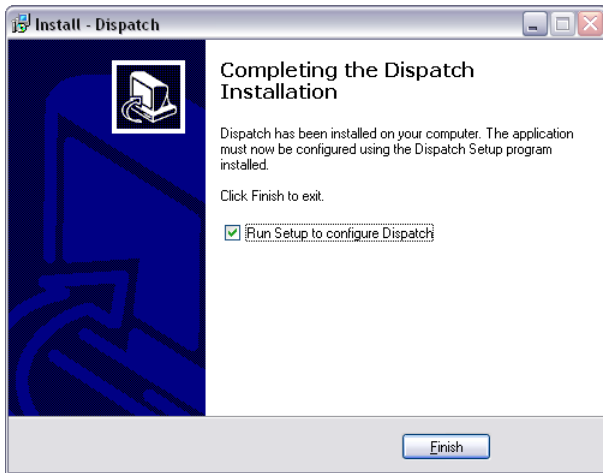 Install - Dispatch
Completing the Dispatch
Installation
Dispatch has been installed on your computer. The application
must now be configured using the Dispatch Setup program
installed.
Click Finish to exit.
Run Setup to configure Dispatch
Finish